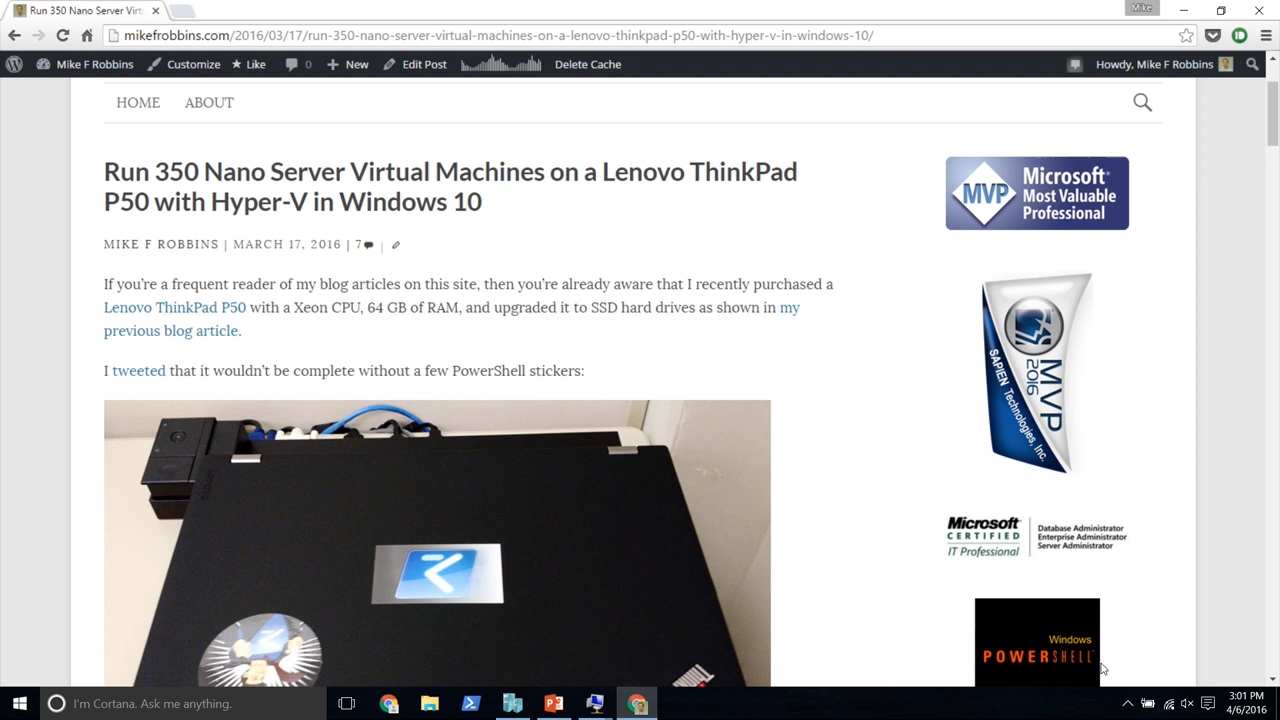 Run 350 Nano Server Virt
Mike
mikefrobbins.com/2016/03/17/run-350-nano-server-virtual-machines-on-a-lenovo-thinkpad-p50-with-hyper-v-in-windows-10/
Mike F Robbins
Customize
Like
0
New
Edit Post
Delete Cache
Howdy, Mike F Robbins
HOME
ABOUT
Run 350 Nano Server Virtual Machines on a Lenovo ThinkPad
P50 with Hyper-V in Windows 10
MIKE F ROBBINS | MARCH 17, 2016 | 7 |
If you’re a frequent reader of my blog articles on this site, then you’re already aware that I recently purchased a
Lenovo ThinkPad P50 with a Xeon CPU, 64 GB of RAM, and upgraded it to SSD hard drives as shown in my
previous blog article.
I tweeted that it wouldn’t be complete without a few PowerShell stickers:
MVP
Microsoft®
Most Valuable
Professional
SAPIEN Technologies, Inc.
MVP
2016
Microsoft
CERTIFIED
IT Professional
Database Administrator
Enterprise Administrator
Server Administrator
Windows
POWERSHELL
I'm Cortana. Ask me anything.
3:01 PM
4/6/2016